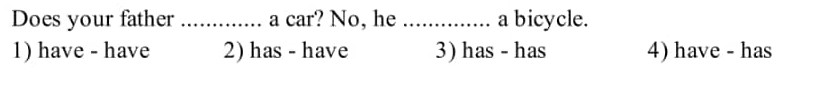 Does your father ............. a car? No, he .............. a bicycle.
1) have - have 2) has - have 3) has - has 4) have - has